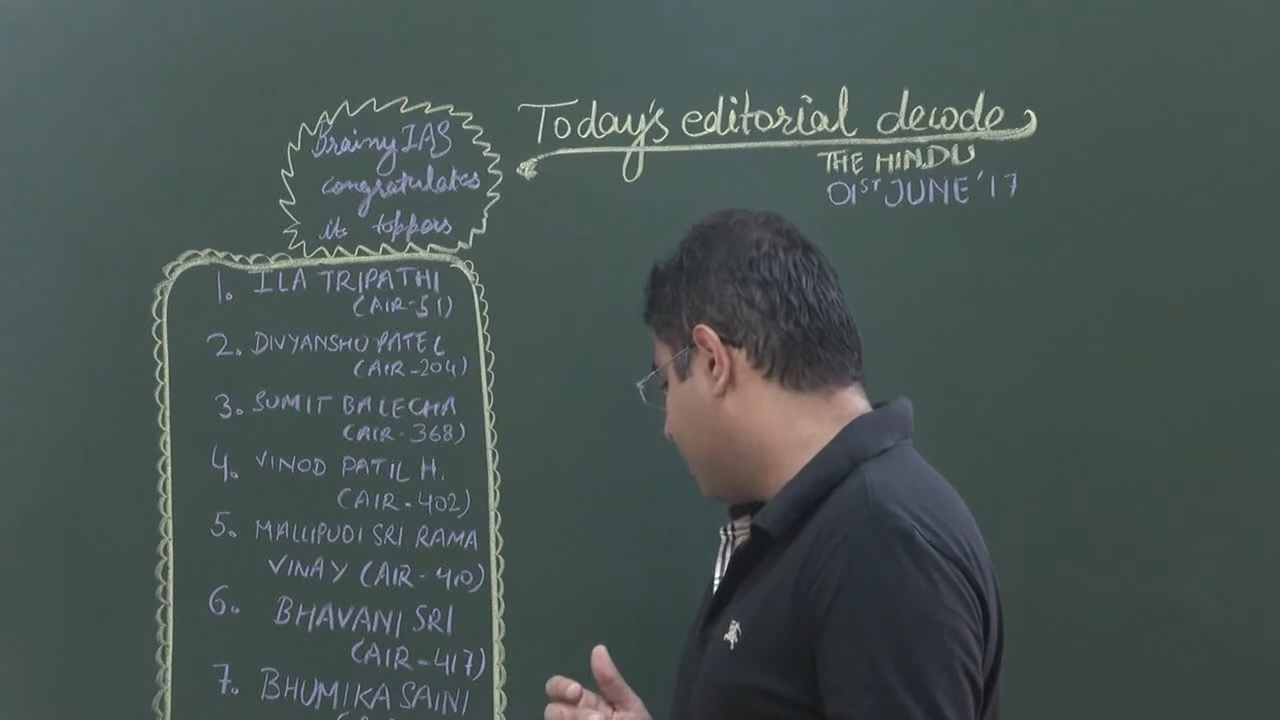 Brainy IAS
congratulates
its toppers
1. ILA TRIPATHI
(AIR-51)
2. DIVYANSHU PATEL
(AIR-204)
3. SUMIT BALECHA
(AIR-368)
4. VINOD PATIL H.
(AIR-402)
5. MALLIPUDI SRI RAMA
VINAY (AIR-410)
6. BHAVANI SRI
(AIR-417)
7. BHUMIKA SAINI
Today's editorial decode
THE HINDU
01ST JUNE '17